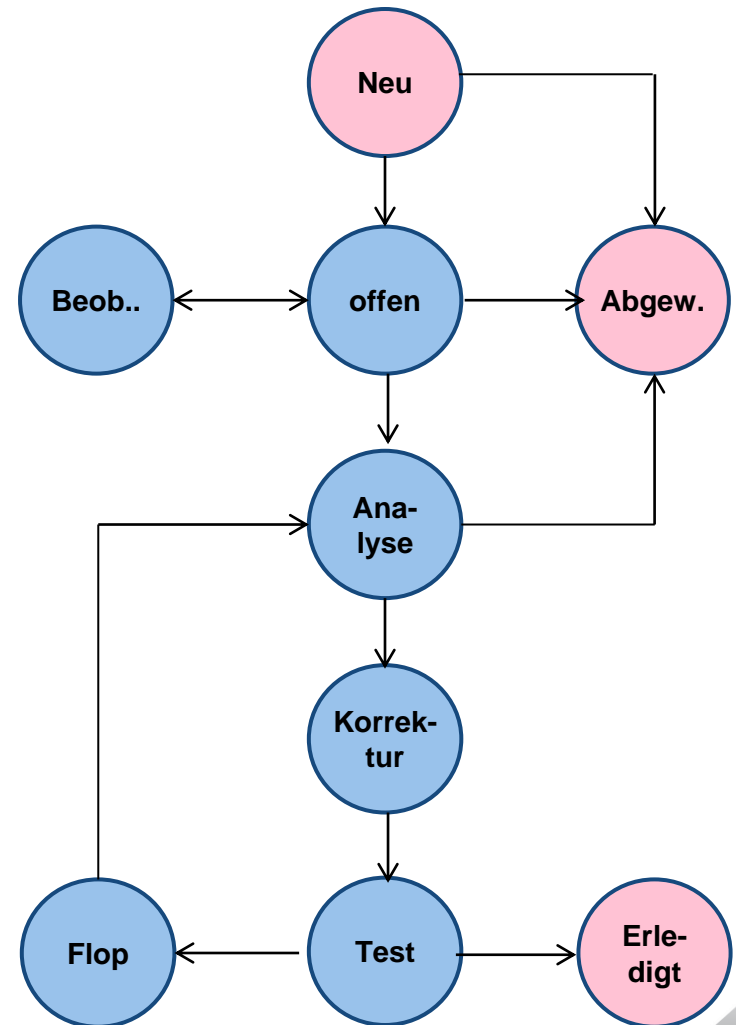 Neu
Beob..
offen
Abgew.
Ana-
lyse
Korrek-
tur
Flop
Test
Erle-
digt